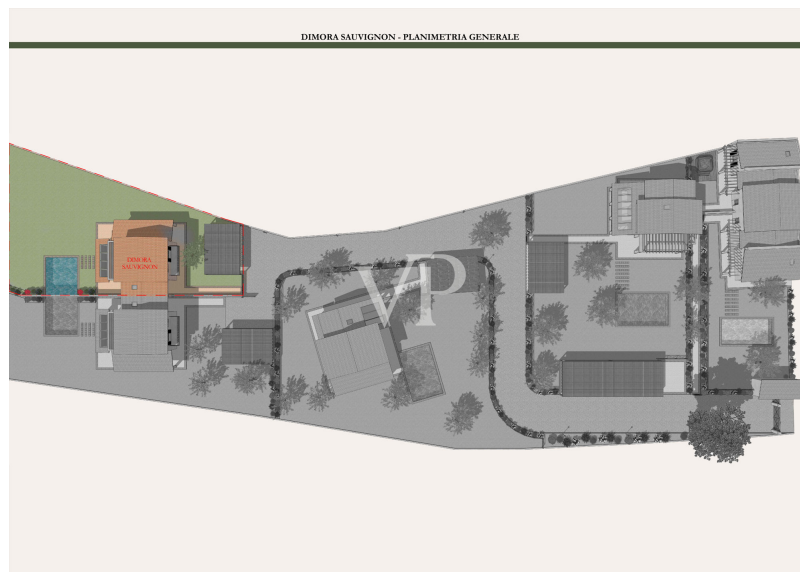 DIMORA SAUVIGNON - PLANIMETRIA GENERALE
DIMORA
SAUVIGNON
VP